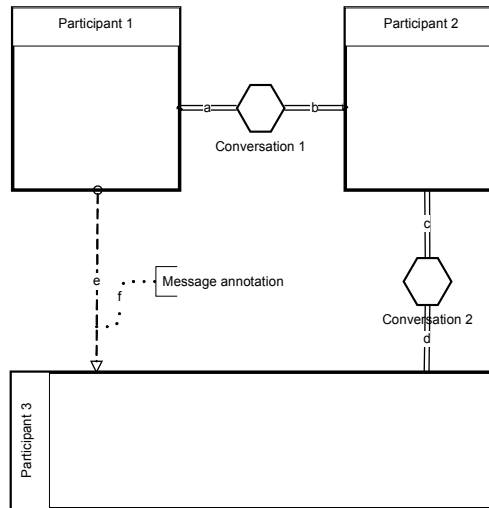 Participant 1
Participant 2
a
b
Conversation 1
c
e
f
Message annotation
Conversation 2
d
Participant 3